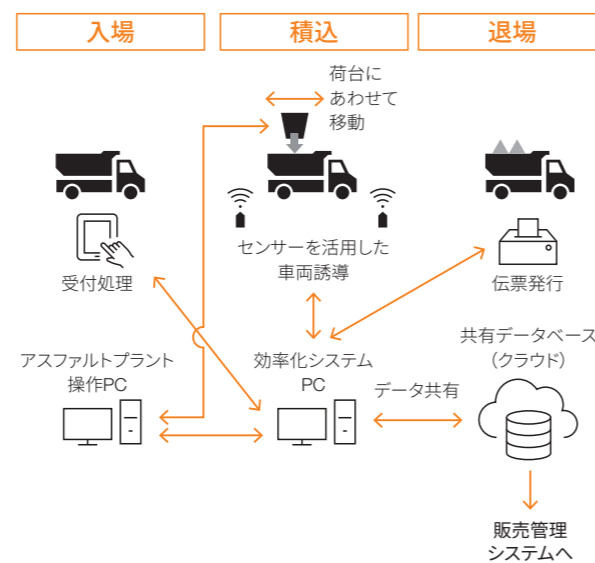 入場
積込
退場
荷台に
あわせて
移動
受付処理
センサーを活用した
車両誘導
伝票発行
アスファルトプラント
操作PC
効率化システム
PC
データ共有
共有データベース
（クラウド）
販売管理
システムへ